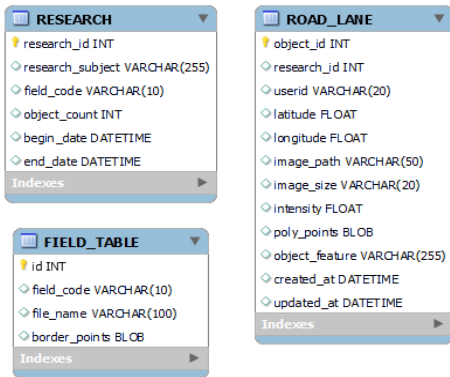 RESEARCH
research_id INT
research_subject VARCHAR(255)
field_code VARCHAR(10)
object_count INT
begin_date DATETIME
end_date DATETIME
Indexes
FIELD_TABLE
id INT
field_code VARCHAR(10)
file_name VARCHAR(100)
border_points BLOB
Indexes
ROAD_LANE
object_id INT
research_id INT
userid VARCHAR(20)
latitude FLOAT
longitude FLOAT
image_path VARCHAR(50)
image_size VARCHAR(20)
intensity FLOAT
poly_points BLOB
object_feature VARCHAR(255)
created_at DATETIME
updated_at DATETIME
Indexes